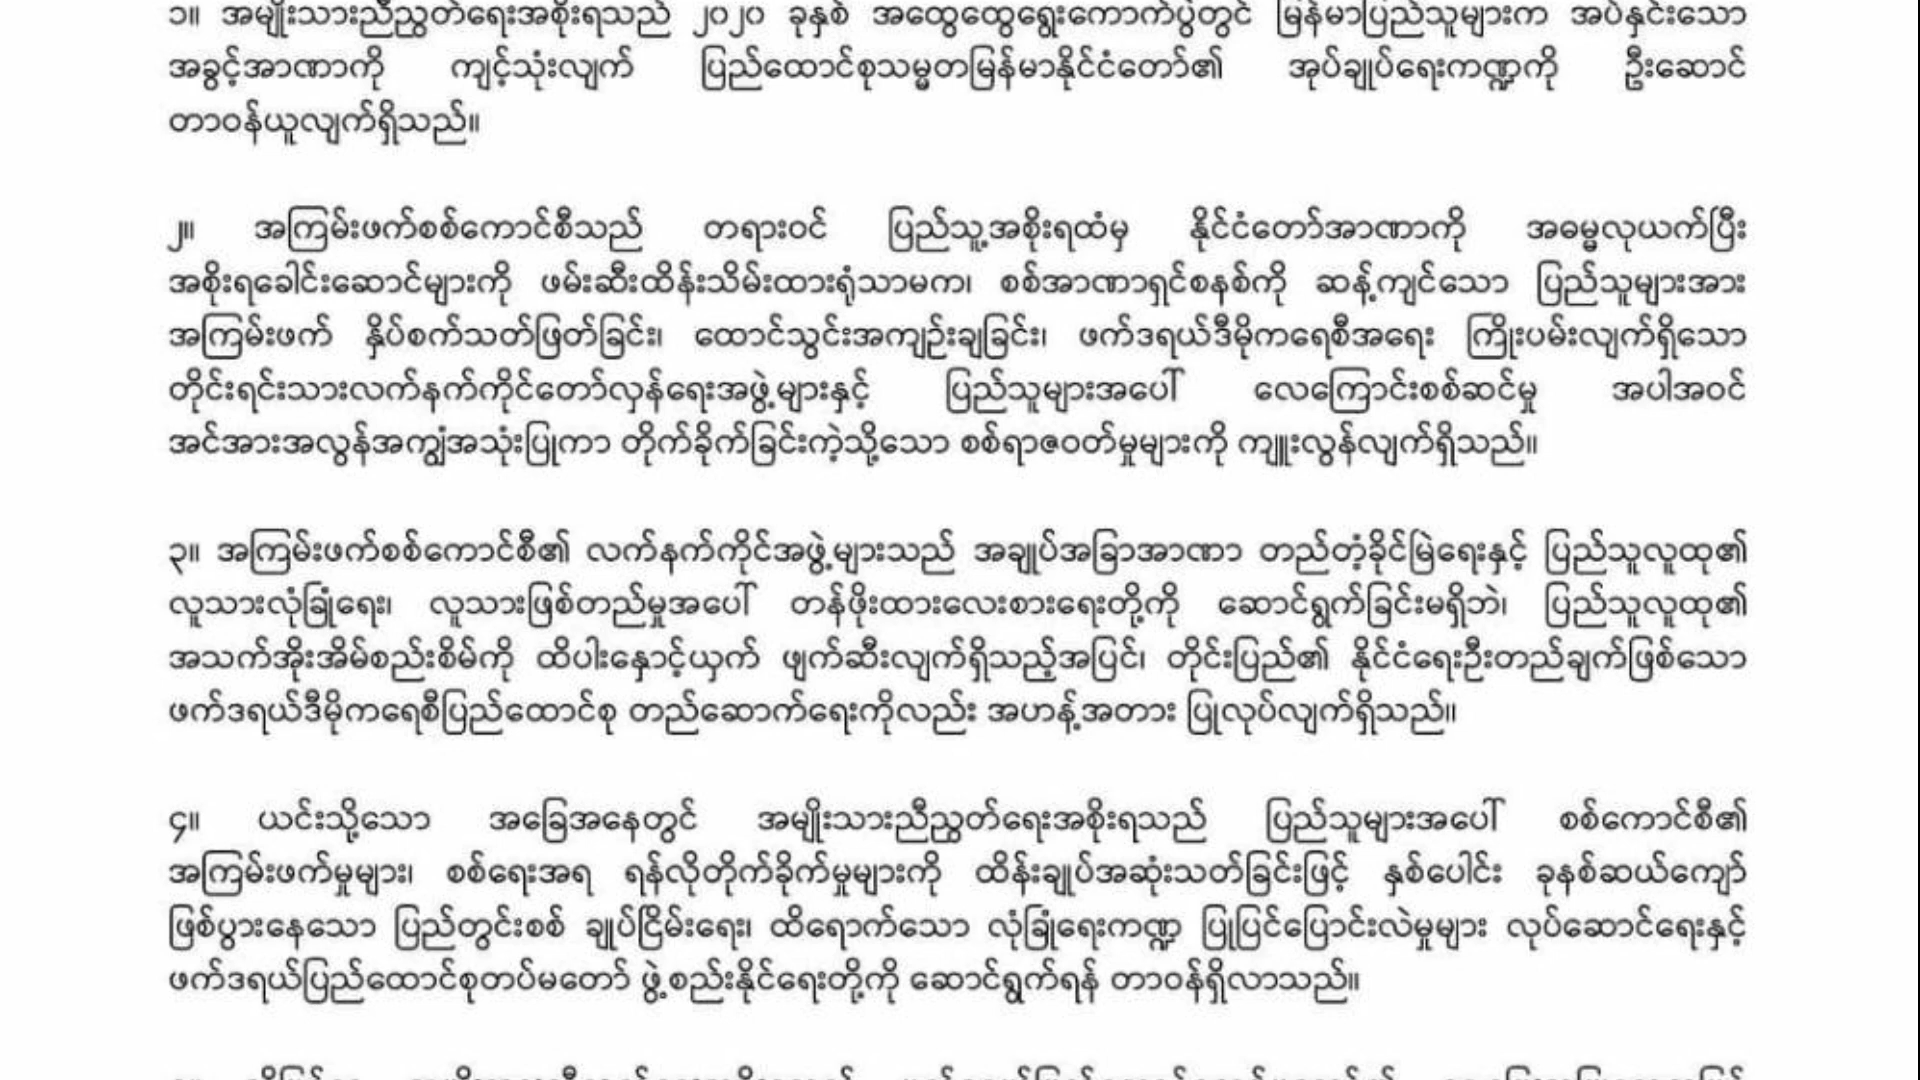 ၁။ အမျိုးသားညီညွတ်ရေးအစိုးရသည် ၂၀၂၀ ခုနှစ် အထွေထွေရွေးကောက်ပွဲတွင် မြန်မာပြည်သူများက အပ်နှင်းသော
အခွင့်အာဏာကို ကျင့်သုံးလျက် ပြည်ထောင်စုသမ္မတမြန်မာနိုင်ငံတော်၏ အုပ်ချုပ်ရေးကဏ္ဍကို ဦးဆောင်
တာဝန်ယူလျက်ရှိသည်။
၂။ အကြမ်းဖက်စစ်ကောင်စီသည် တရားဝင် ပြည်သူ့အစိုးရထံမှ နိုင်ငံတော်အာဏာကို အဓမ္မလုယက်ပြီး
အစိုးရခေါင်းဆောင်များကို ဖမ်းဆီးထိန်းသိမ်းထားရုံသာမက၊ စစ်အာဏာရှင်စနစ်ကို ဆန့်ကျင်သော ပြည်သူများအား
အကြမ်းဖက် နှိပ်စက်သတ်ဖြတ်ခြင်း၊ ထောင်သွင်းအကျဉ်းချခြင်း၊ ဖက်ဒရယ်ဒီမိုကရေစီအရေး ကြိုးပမ်းလျက်ရှိသော
တိုင်းရင်းသားလက်နက်ကိုင်တော်လှန်ရေးအဖွဲ့များနှင့် ပြည်သူများအပေါ် လေကြောင်းစစ်ဆင်မှု အပါအဝင်
အင်အားအလွန်အကျွံအသုံးပြုကာ တိုက်ခိုက်ခြင်းကဲ့သို့သော စစ်ရာဇဝတ်မှုများကို ကျူးလွန်လျက်ရှိသည်။
၃။ အကြမ်းဖက်စစ်ကောင်စီ၏ လက်နက်ကိုင်အဖွဲ့များသည် အချုပ်အခြာအာဏာ တည်တံ့ခိုင်မြဲရေးနှင့် ပြည်သူလူထု၏
လူသားလုံခြုံရေး၊ လူသားဖြစ်တည်မှုအပေါ် တန်ဖိုးထားလေးစားရေးတို့ကို ဆောင်ရွက်ခြင်းမရှိဘဲ၊ ပြည်သူလူထု၏
အသက်အိုးအိမ်စည်းစိမ်ကို ထိပါးနှောင့်ယှက် ဖျက်ဆီးလျက်ရှိသည့်အပြင်၊ တိုင်းပြည်၏ နိုင်ငံရေးဦးတည်ချက်ဖြစ်သော
ဖက်ဒရယ်ဒီမိုကရေစီပြည်ထောင်စု တည်ဆောက်ရေးကိုလည်း အဟန့်အတား ပြုလုပ်လျက်ရှိသည်။
၄။ ယင်းသို့သော အခြေအနေတွင် အမျိုးသားညီညွတ်ရေးအစိုးရသည် ပြည်သူများအပေါ် စစ်ကောင်စီ၏
အကြမ်းဖက်မှုများ၊ စစ်ရေးအရ ရန်လိုတိုက်ခိုက်မှုများကို ထိန်းချုပ်အဆုံးသတ်ခြင်းဖြင့် နှစ်ပေါင်း ခုနစ်ဆယ်ကျော်
ဖြစ်ပွားနေသော ပြည်တွင်းစစ် ချုပ်ငြိမ်းရေး၊ ထိရောက်သော လုံခြုံရေးကဏ္ဍ ပြုပြင်ပြောင်းလဲမှုများ လုပ်ဆောင်ရေးနှင့်
ဖက်ဒရယ်ပြည်ထောင်စုတပ်မတော် ဖွဲ့စည်းနိုင်ရေးတို့ကို ဆောင်ရွက်ရန် တာဝန်ရှိလာသည်။